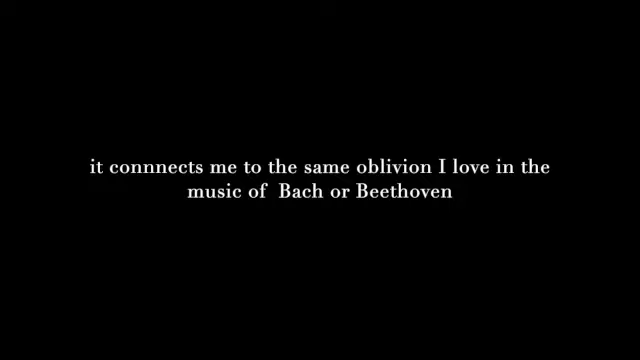 it connnects me to the same oblivion I love in the
music of  Bach or Beethoven